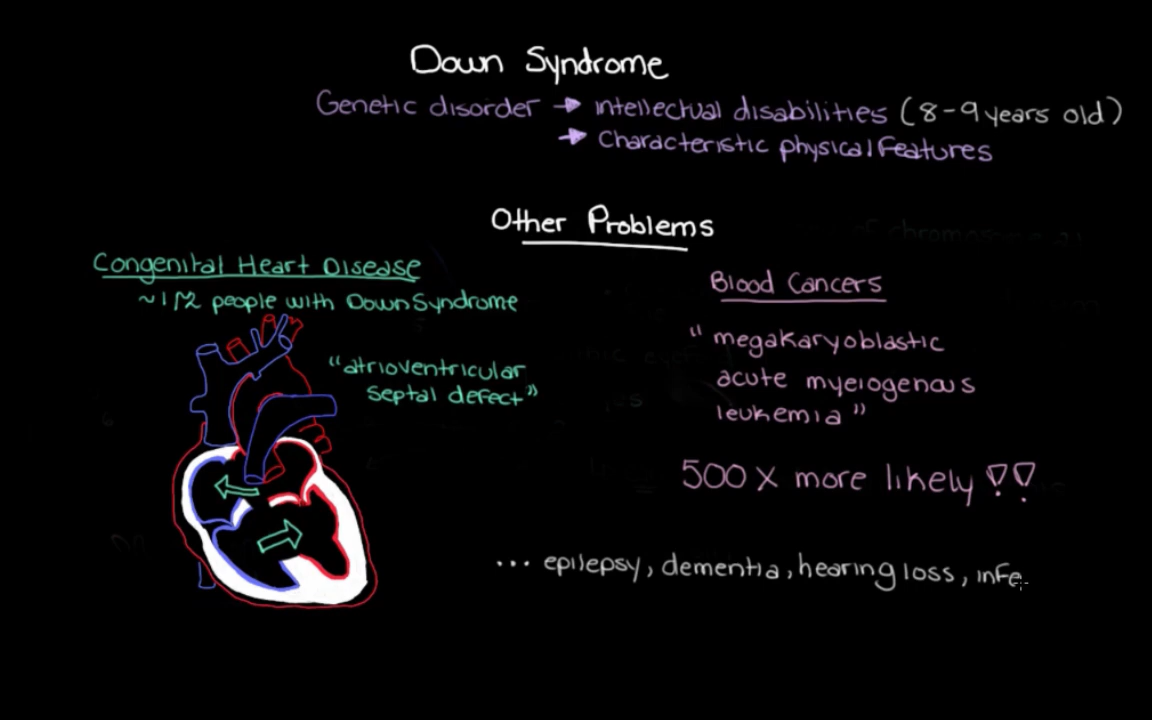 Down Syndrome
Genetic disorder → intellectual disabilities (8-9 years old)
→ Characteristic physical features
Other Problems
Congenital Heart Disease
~1/2 people with Down Syndrome
"atrioventricular
septal defect"
Blood Cancers
"megakaryoblastic
acute myelogenous
leukemia"
500 X more likely !!
... epilepsy, dementia, hearing loss, infe